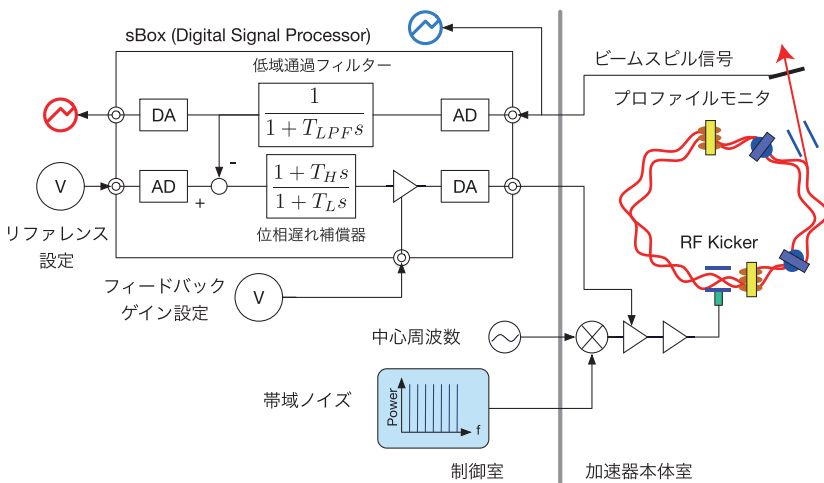 sBox (Digital Signal Processor)
低域通過フィルター
ビームスピル信号
プロファイルモニタ
DA
1
1 + T_{LPF}s
AD
-
V
AD
+
1 + T_H s
1 + T_L s
DA
リファレンス
設定
位相遅れ補償器
RF Kicker
フィードバック
ゲイン設定
V
中心周波数
帯域ノイズ
Power
f
制御室
加速器本体室